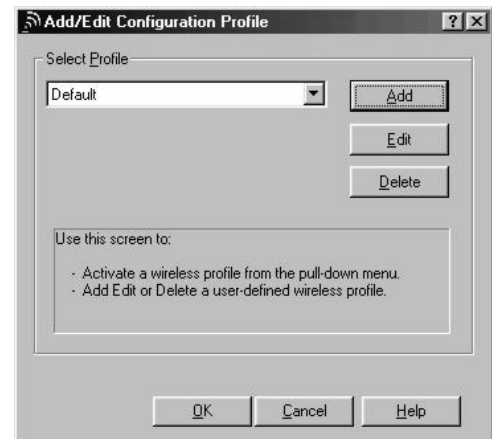 Add/Edit Configuration Profile
Select Profile
Default
Add
Edit
Delete
Use this screen to:
- Activate a wireless profile from the pull-down menu.
- Add Edit or Delete a user-defined wireless profile.
OK
Cancel
Help